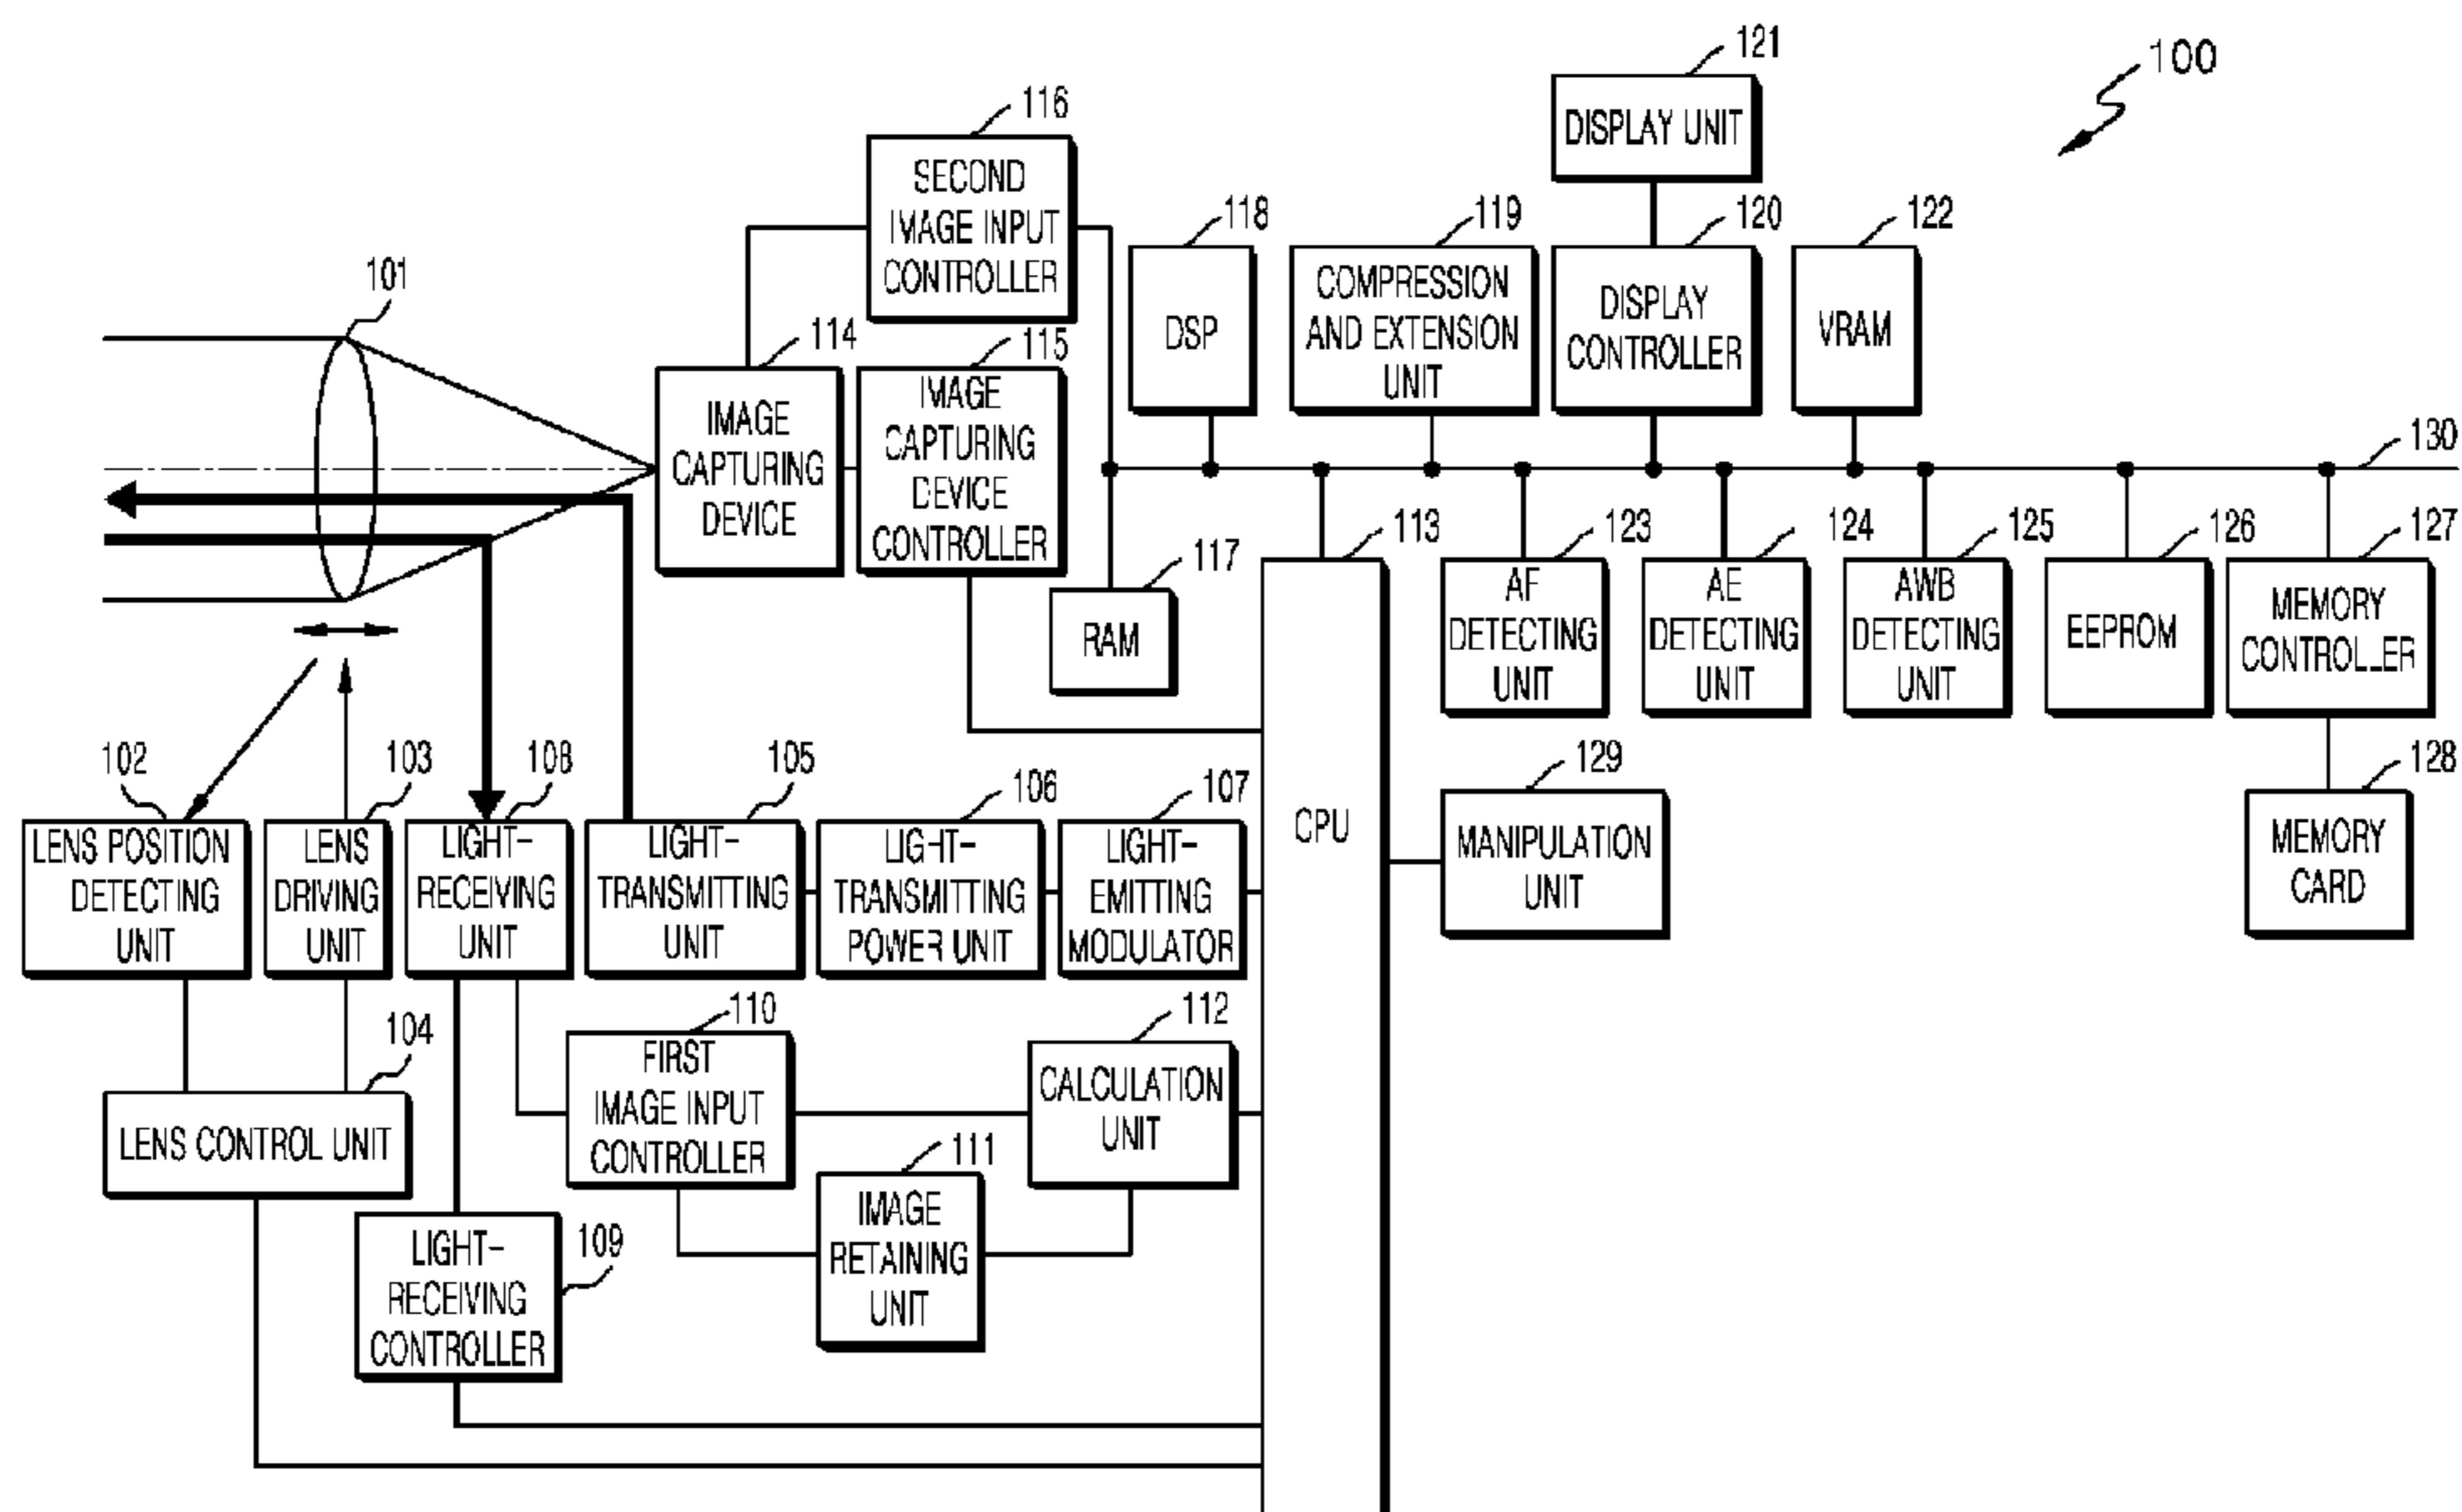 100
121
DISPLAY UNIT
116
SECOND
IMAGE INPUT
CONTROLLER
118
DSP
119
COMPRESSION
AND EXTENSION
UNIT
120
DISPLAY
CONTROLLER
122
VRAM
101
114
IMAGE
CAPTURING
DEVICE
115
IMAGE
CAPTURING
DEVICE
CONTROLLER
130
117
RAM
113
CPU
123
AF
DETECTING
UNIT
124
AE
DETECTING
UNIT
125
AWB
DETECTING
UNIT
126
EEPROM
127
MEMORY
CONTROLLER
102
LENS POSITION
DETECTING
UNIT
103
LENS
DRIVING
UNIT
108
LIGHT-
RECEIVING
UNIT
105
LIGHT-
TRANSMITTING
UNIT
106
LIGHT-
TRANSMITTING
POWER UNIT
107
LIGHT-
EMITTING
MODULATOR
129
MANIPULATION
UNIT
128
MEMORY
CARD
104
LENS CONTROL UNIT
110
FIRST
IMAGE INPUT
CONTROLLER
112
CALCULATION
UNIT
111
IMAGE
RETAINING
UNIT
109
LIGHT-
RECEIVING
CONTROLLER